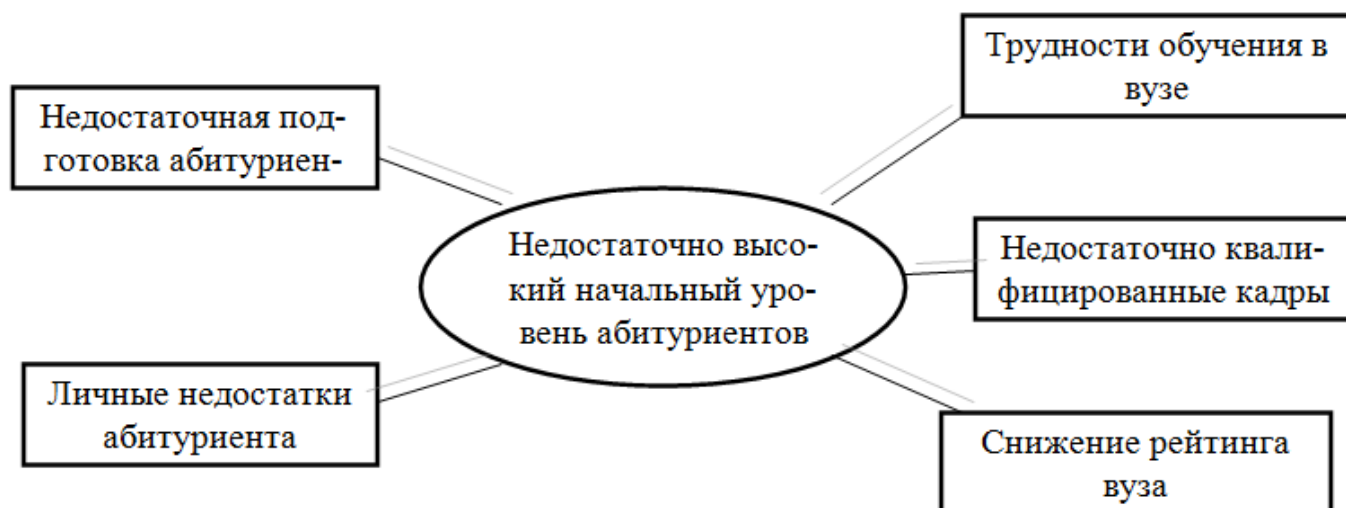 Трудности обучения в
вузе
Недостаточная под-
готовка абитуриен-
Недостаточно высо-
кий начальный уро-
вень абитуриентов
Недостаточно квали-
фицированные кадры
Личные недостатки
абитуриента
Снижение рейтинга
вуза